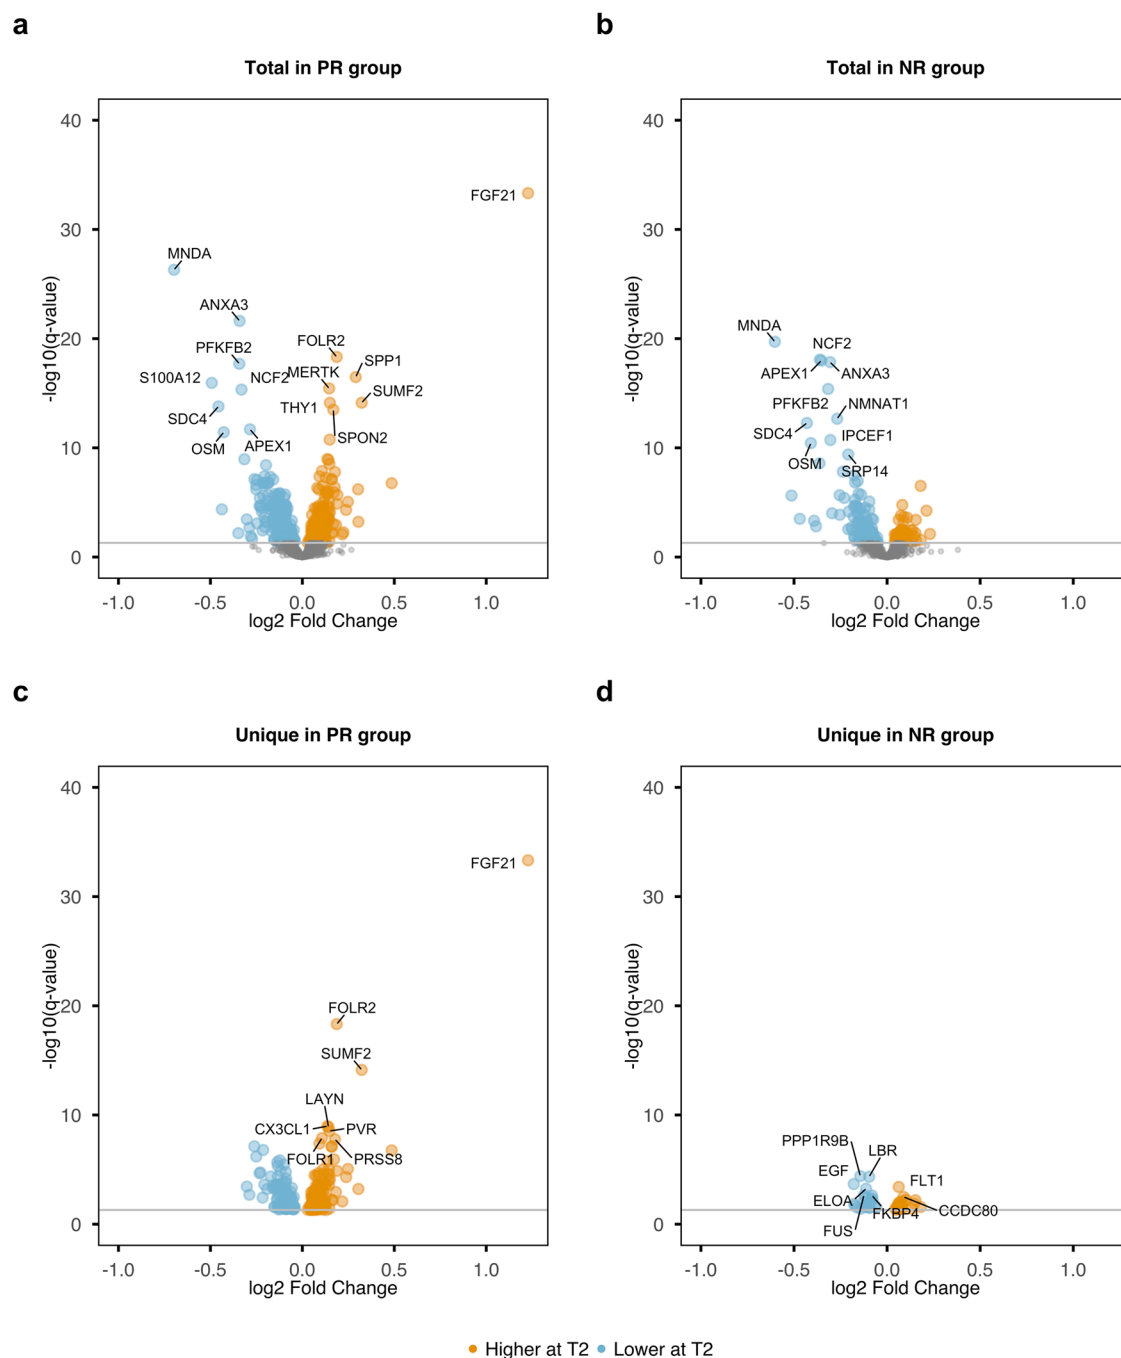 a
Total in PR group
-log10(q-value)
40
30
20
10
0
FGF21
MNDA
ANXA3
PFKFB2
FOLR2
SPP1
S100A12
NCF2
MERTK
SUMF2
SDC4
THY1
OSM
APEX1
SPON2
-1.0 -0.5 0.0 0.5 1.0
log2 Fold Change
b
Total in NR group
-log10(q-value)
40
30
20
10
0
MNDA
NCF2
APEX1
ANXA3
PFKFB2
NMNAT1
SDC4
IPCEF1
OSM
SRP14
-1.0 -0.5 0.0 0.5 1.0
log2 Fold Change
c
Unique in PR group
-log10(q-value)
40
30
20
10
0
FGF21
FOLR2
SUMF2
LAYN
CX3CL1
PVR
FOLR1
PRSS8
-1.0 -0.5 0.0 0.5 1.0
log2 Fold Change
d
Unique in NR group
-log10(q-value)
40
30
20
10
0
PPP1R9B
LBR
EGF
FLT1
ELOA
FKBP4
CCDC80
FUS
-1.0 -0.5 0.0 0.5 1.0
log2 Fold Change
Higher at T2 Lower at T2